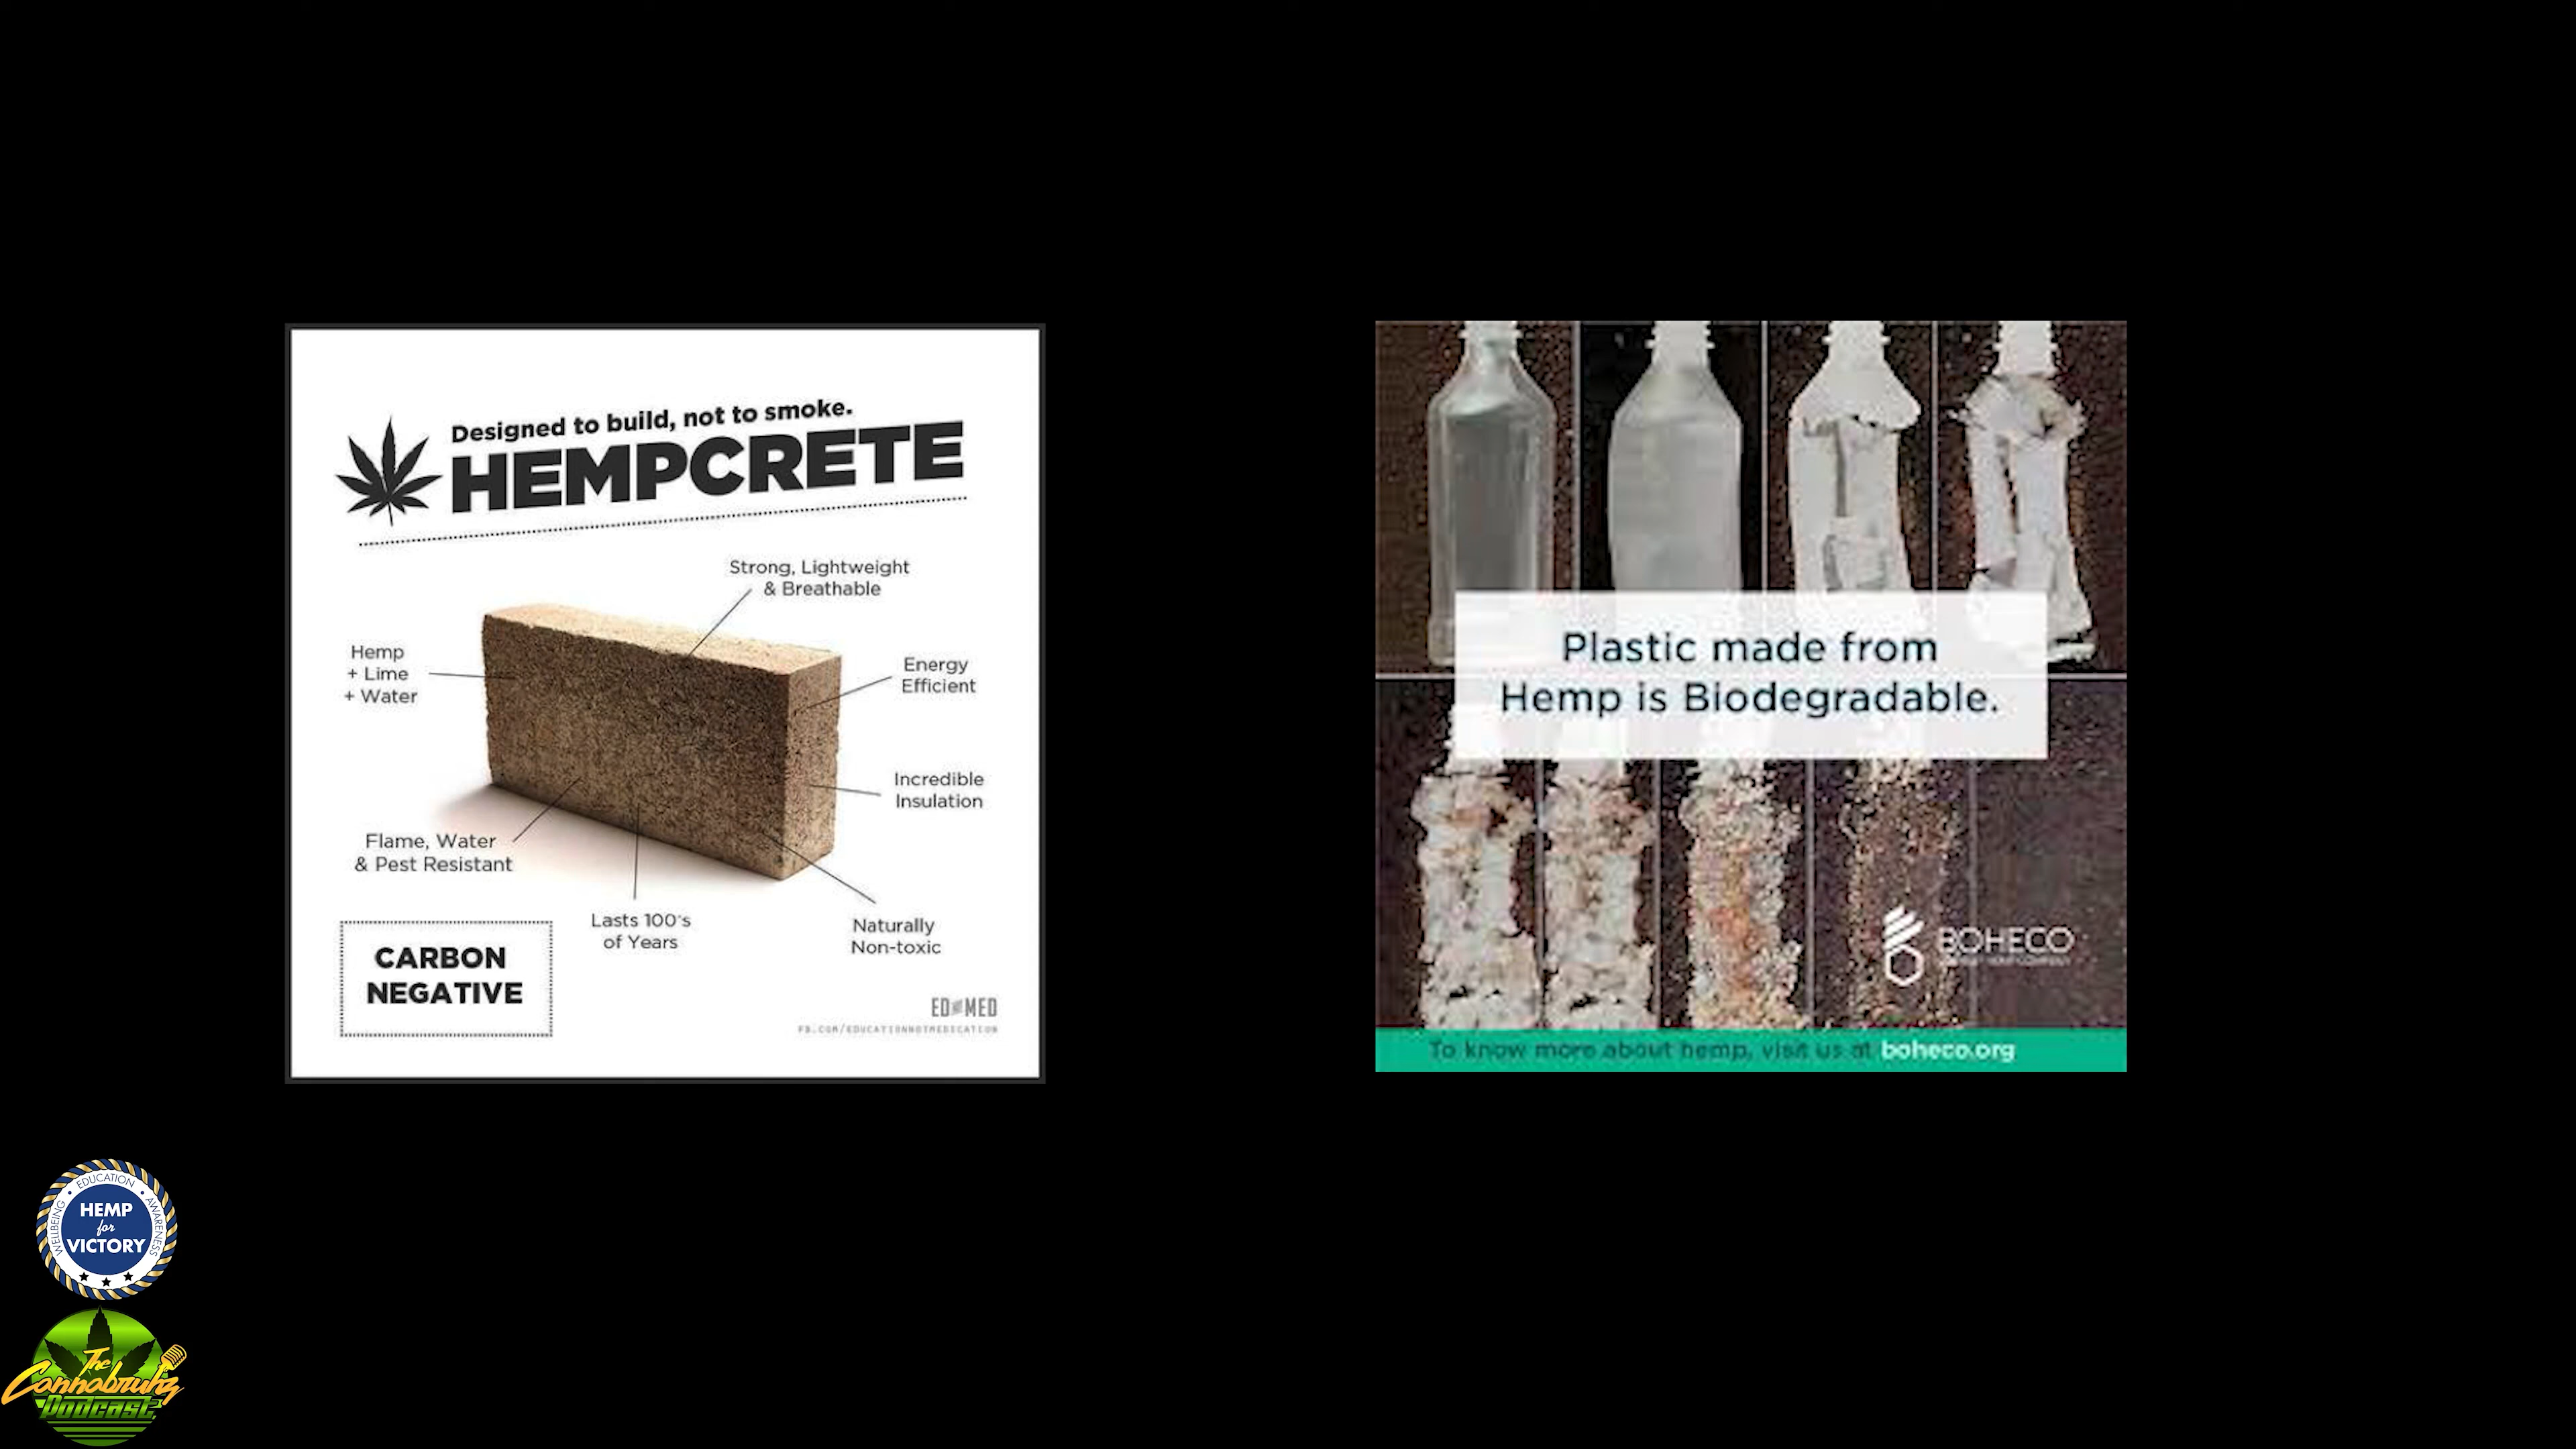 Designed to build, not to smoke.
HEMPCRETE
Strong, Lightweight
& Breathable
Hemp
+ Lime
+ Water
Energy
Efficient
Incredible
Insulation
Flame, Water
& Pest Resistant
Lasts 100's
of Years
Naturally
Non-toxic
CARBON
NEGATIVE
ED MED
FB.COM/EDUCATIONNOTMEDICATION
Plastic made from
Hemp is Biodegradable.
BOHECO
To know more about hemp, visit us at boheco.org
WELLBEING • EDUCATION • AWARENESS
HEMP
for
VICTORY
The
Cannabruhz
Podcast